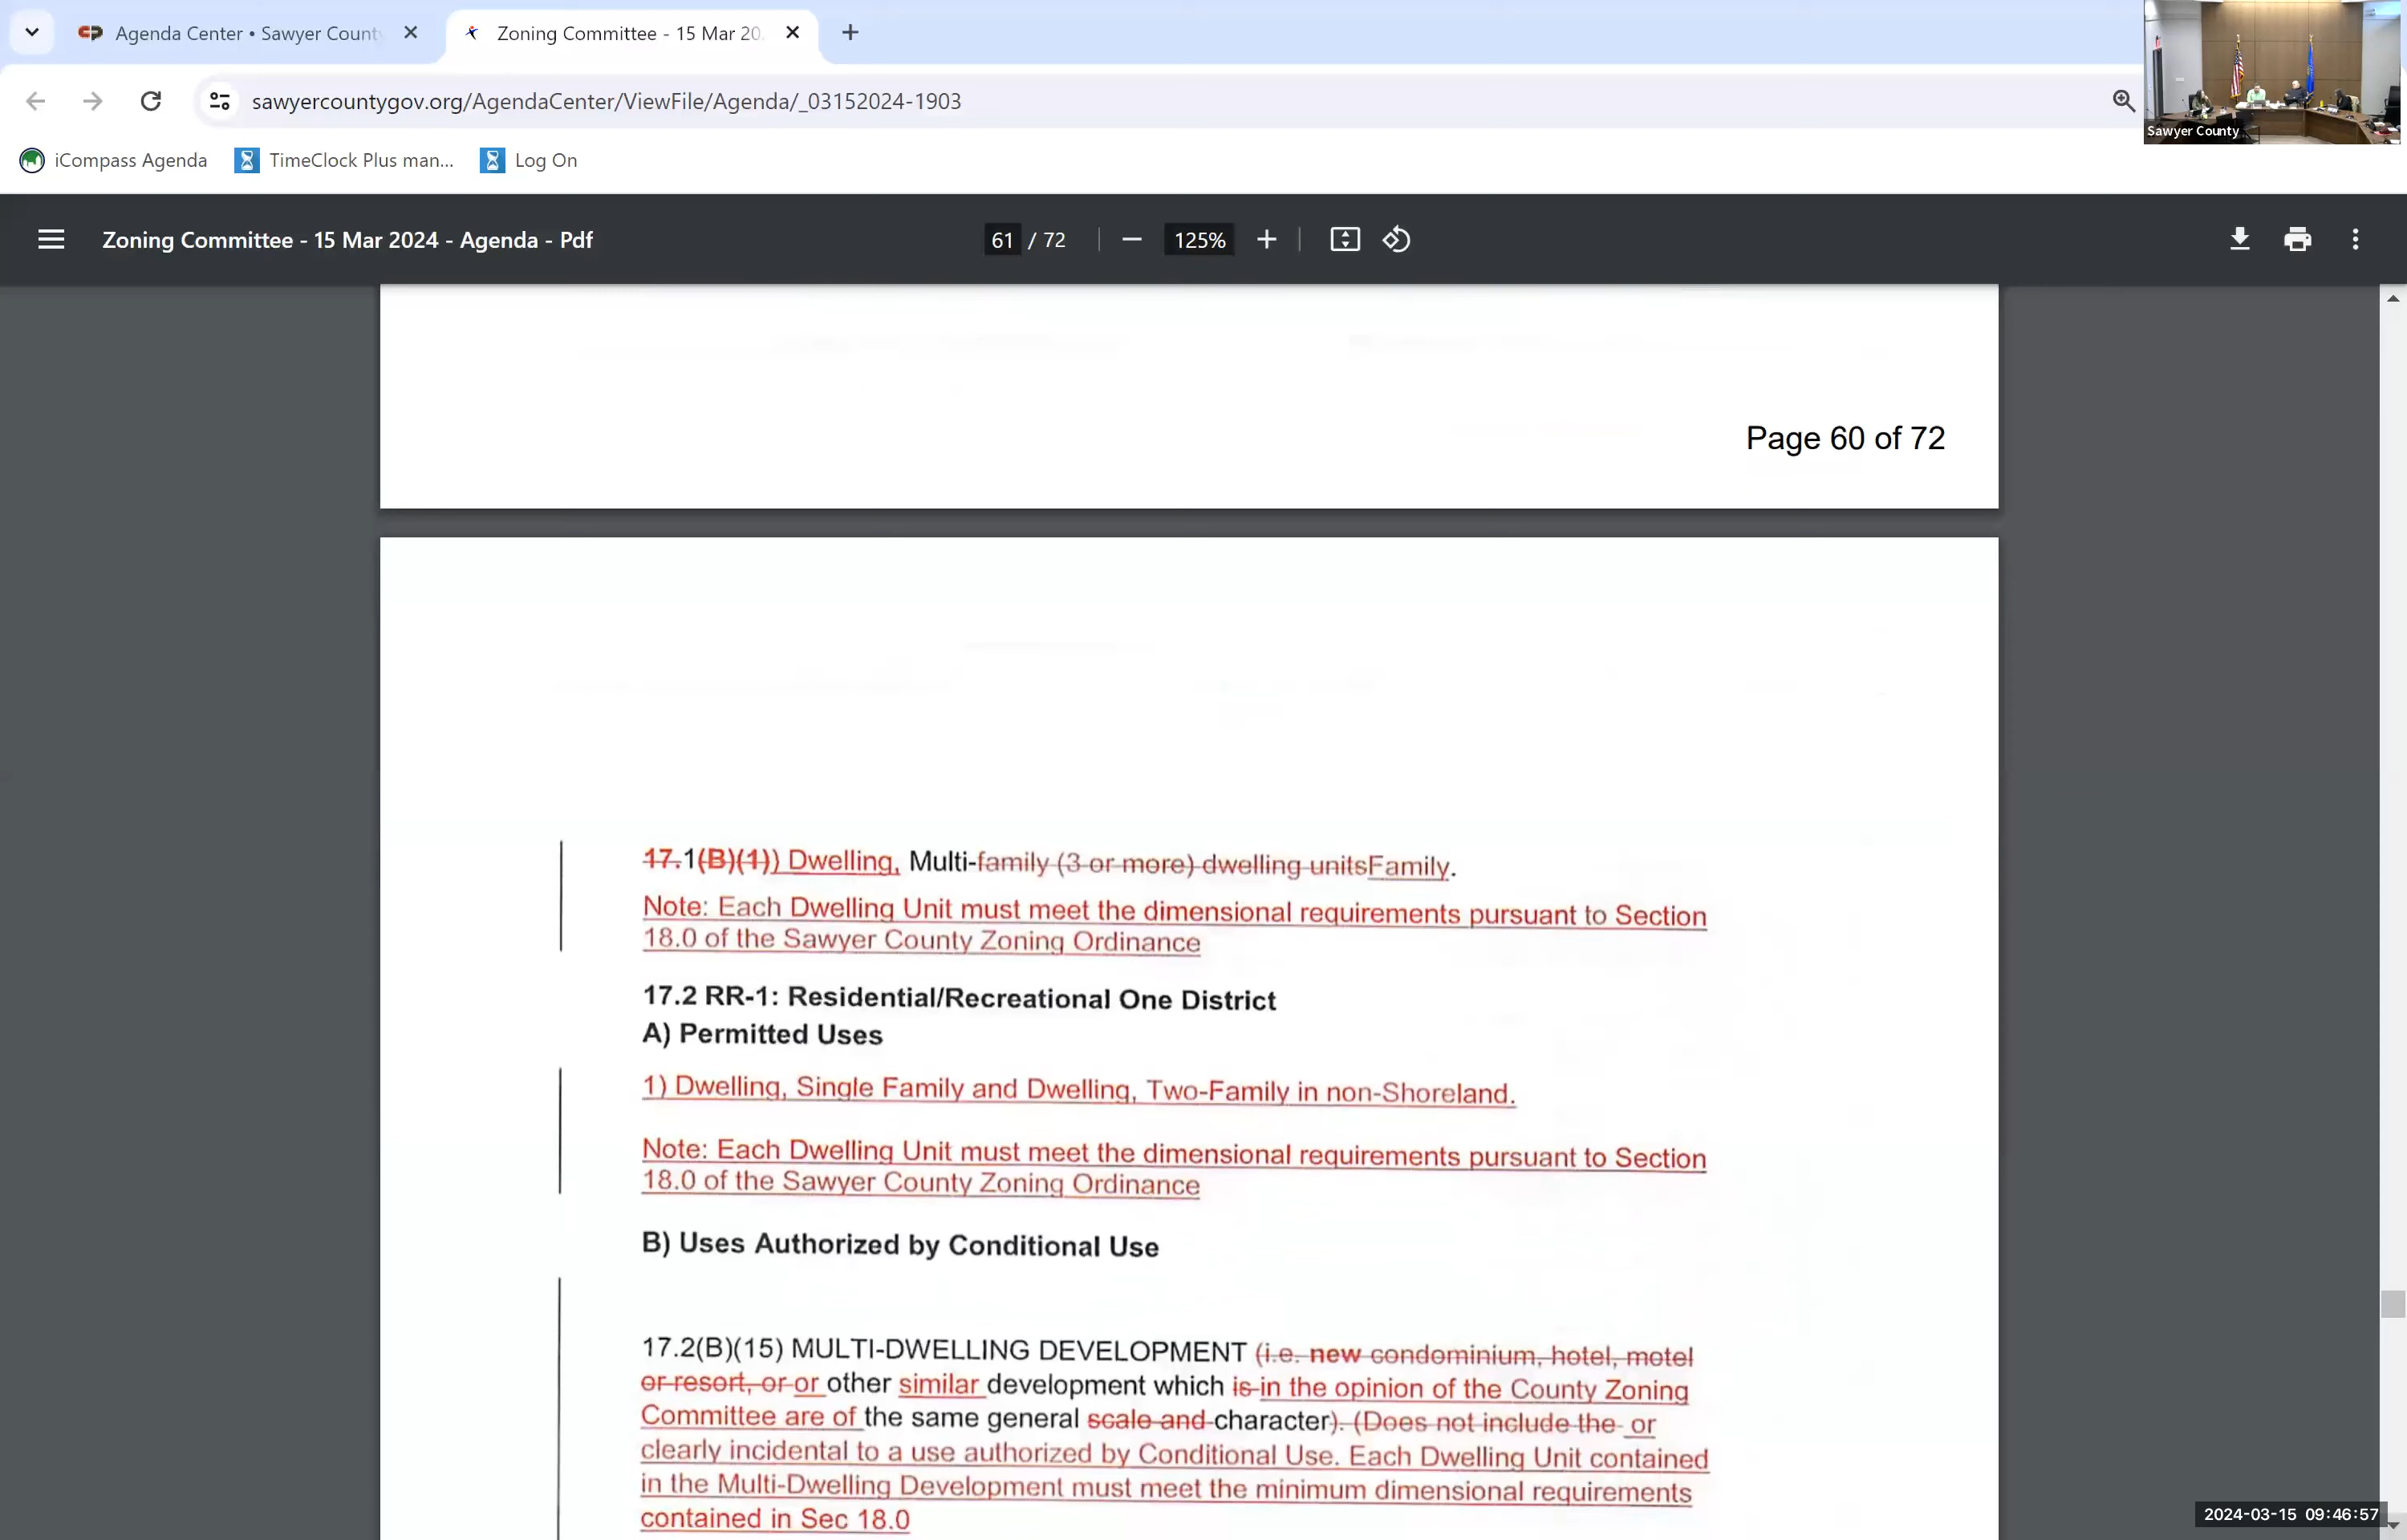 Agenda Center • Sawyer Count
Zoning Committee - 15 Mar 20
sawyercountygov.org/AgendaCenter/ViewFile/Agenda/_03152024-1903
Sawyer County
iCompass Agenda
TimeClock Plus man...
Log On
Zoning Committee - 15 Mar 2024 - Agenda - Pdf
61 / 72
125%
Page 60 of 72
17.1(B)(1)) Dwelling, Multi-family (3 or more) dwelling unitsFamily.
Note: Each Dwelling Unit must meet the dimensional requirements pursuant to Section
18.0 of the Sawyer County Zoning Ordinance
17.2 RR-1: Residential/Recreational One District
A) Permitted Uses
1) Dwelling, Single Family and Dwelling, Two-Family in non-Shoreland.
Note: Each Dwelling Unit must meet the dimensional requirements pursuant to Section
18.0 of the Sawyer County Zoning Ordinance
B) Uses Authorized by Conditional Use
17.2(B)(15) MULTI-DWELLING DEVELOPMENT (i.e. new condominium, hotel, motel
or resort, or or other similar development which is in the opinion of the County Zoning
Committee are of the same general scale and character). (Does not include the or
clearly incidental to a use authorized by Conditional Use. Each Dwelling Unit contained
in the Multi-Dwelling Development must meet the minimum dimensional requirements
contained in Sec 18.0
2024-03-15 09:46:57